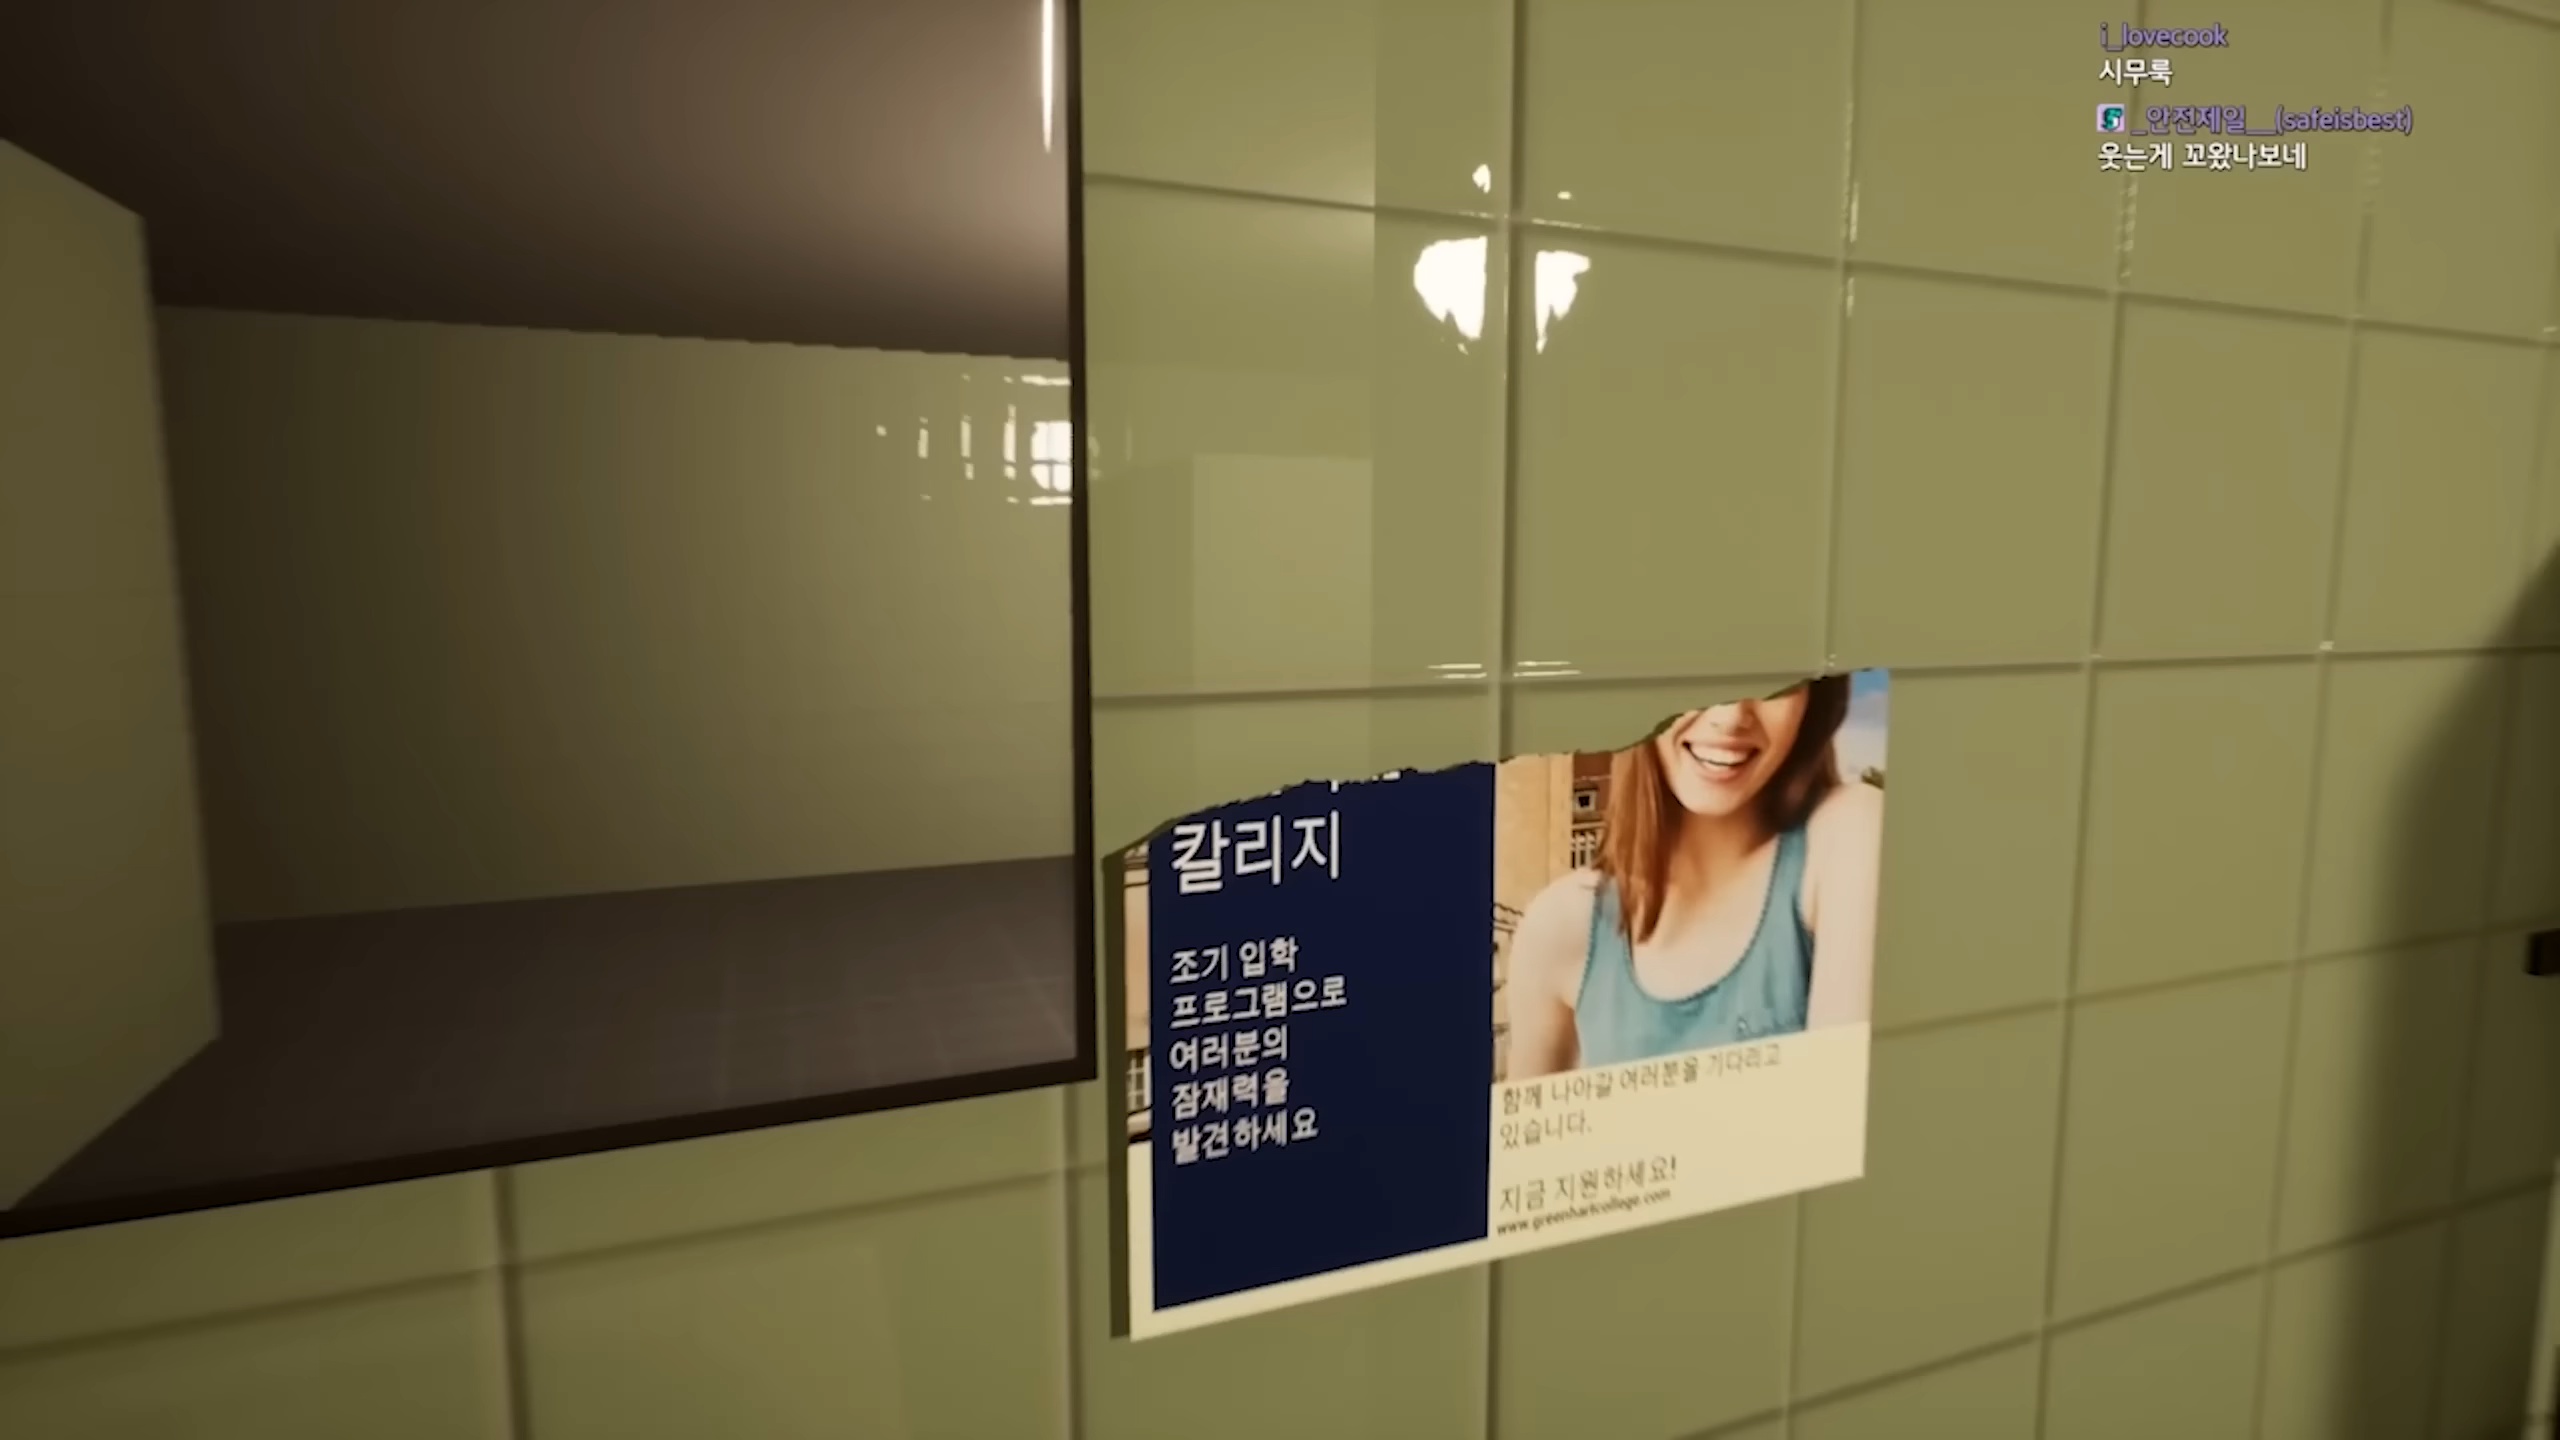 i_lovecook
시무룩
_안전제일__(safeisbest)
웃는게 꼬왔나보네
칼리지
조기 입학
프로그램으로
여러분의
잠재력을
발견하세요
함께 나아갈 여러분을 기다리고
있습니다.
지금 지원하세요!
www.greenhartcollege.com